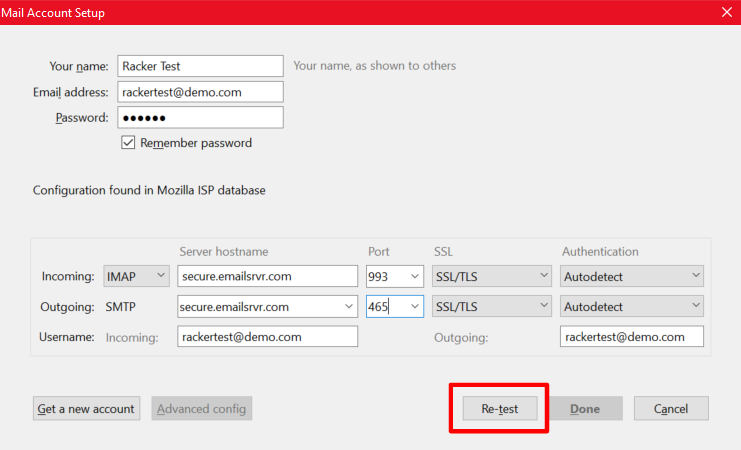 Mail Account Setup
Your name: Racker Test Your name, as shown to others
Email address: rackertest@demo.com
Password: ●●●●●●
Remember password
Configuration found in Mozilla ISP database
Server hostname Port SSL Authentication
Incoming: IMAP secure.emailsrvr.com 993 SSL/TLS Autodetect
Outgoing: SMTP secure.emailsrvr.com 465 SSL/TLS Autodetect
Username: Incoming: rackertest@demo.com Outgoing: rackertest@demo.com
Get a new account Advanced config Re-test Done Cancel